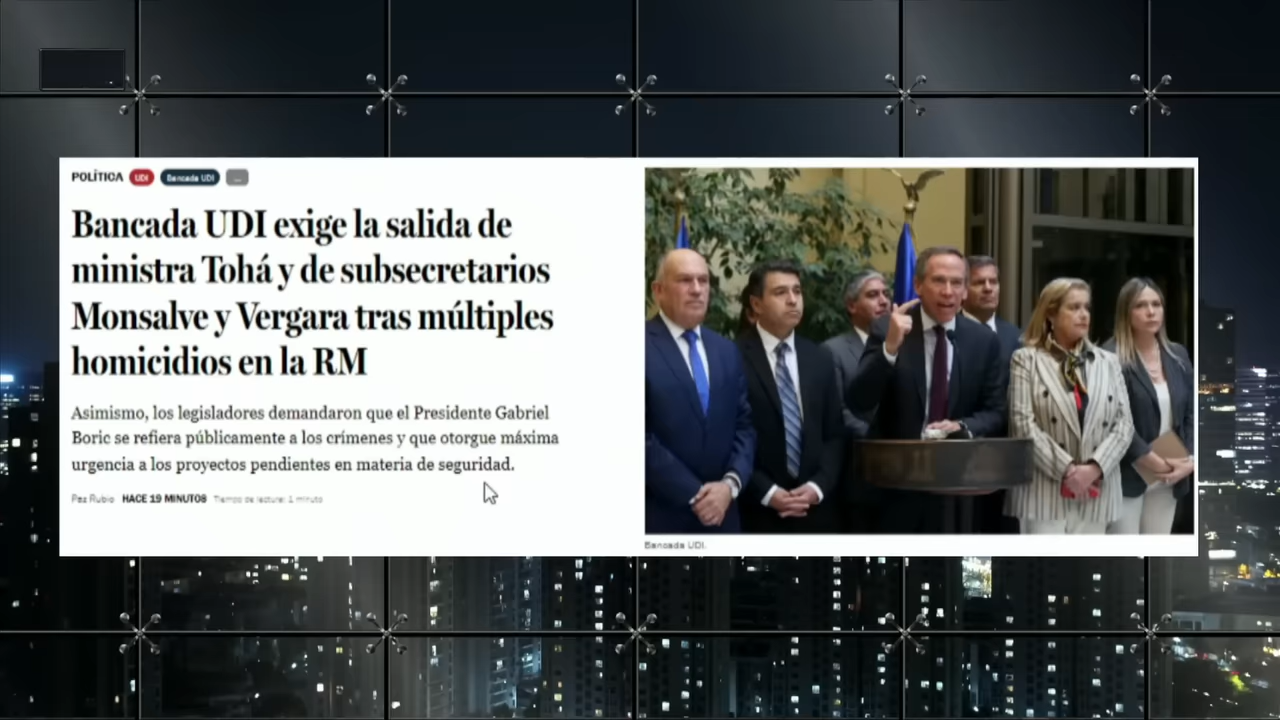 POLÍTICA UDI Bancada UDI ...
Bancada UDI exige la salida de
ministra Tohá y de subsecretarios
Monsalve y Vergara tras múltiples
homicidios en la RM
Asimismo, los legisladores demandaron que el Presidente Gabriel
Boric se refiera públicamente a los crímenes y que otorgue máxima
urgencia a los proyectos pendientes en materia de seguridad.
Paz Rubio HACE 19 MINUTOS Tiempo de lectura: 1 minuto
Bancada UDI.